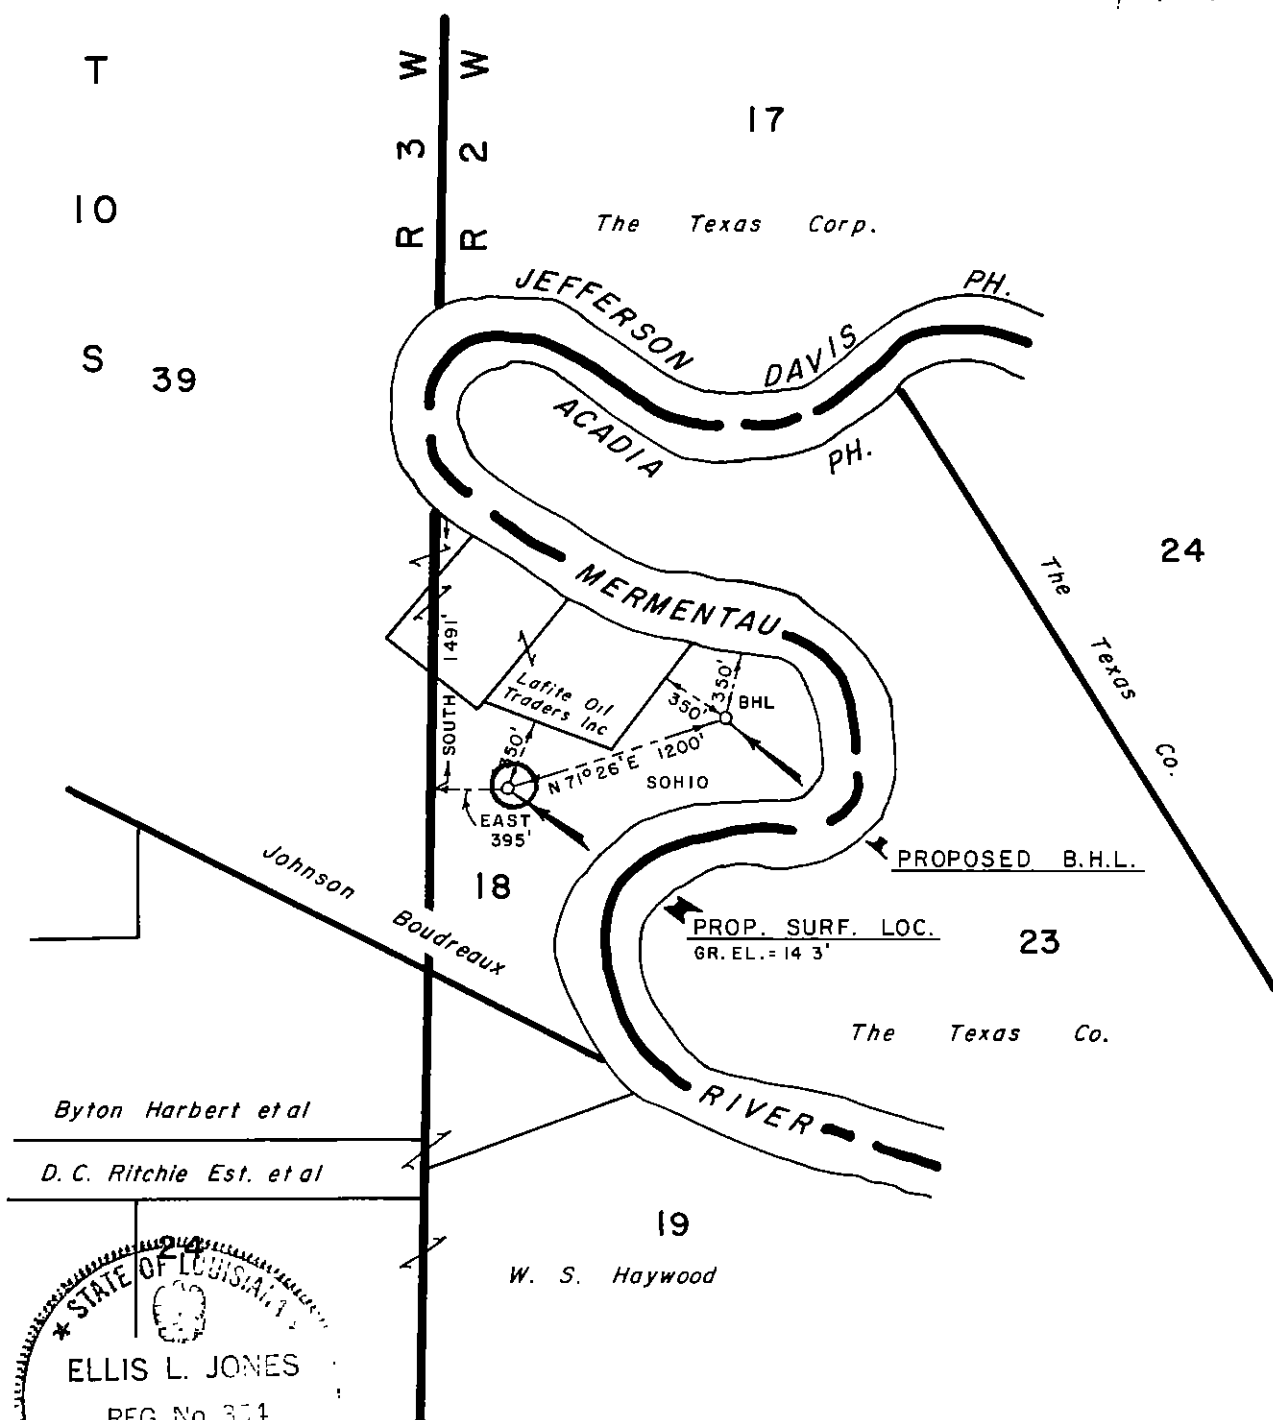 T
10
S
R 3 W
R 2 W
17
The Texas Corp.
JEFFERSON DAVIS PH.
39
ACADIA PH.
24
The Texas Co.
MERMENTAU
SOUTH 1491'
Lafite Oil
Traders Inc
350'
350'
BHL
350'
N 71° 26' E 1200'
SOHIO
EAST
395'
PROPOSED B.H.L.
18
Johnson Boudreaux
PROP. SURF. LOC.
GR. EL. = 14 3'
23
The Texas Co.
RIVER
Byton Harbert et al
D. C. Ritchie Est. et al
19
W. S. Haywood
24
★ STATE OF LOUISIANA
ELLIS L. JONES
REG. No.